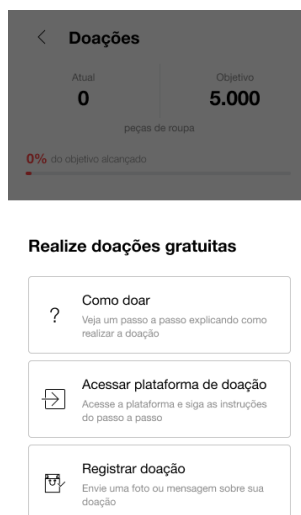 Doações
Atual
Objetivo
0
5.000
peças de roupa
0% do objetivo alcançado
Realize doações gratuitas
Como doar
Veja um passo a passo explicando como
realizar a doação
Acessar plataforma de doação
Acesse a plataforma e siga as instruções
do passo a passo
Registrar doação
Envie uma foto ou mensagem sobre sua
doação